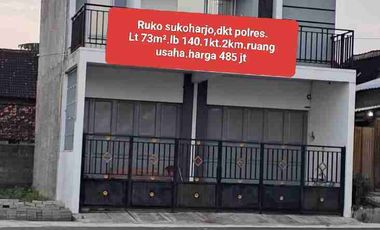 Ruko sukoharjo,dkt polres.
Lt 73m².lb 140.1kt.2km.ruang
usaha.harga 485 jt